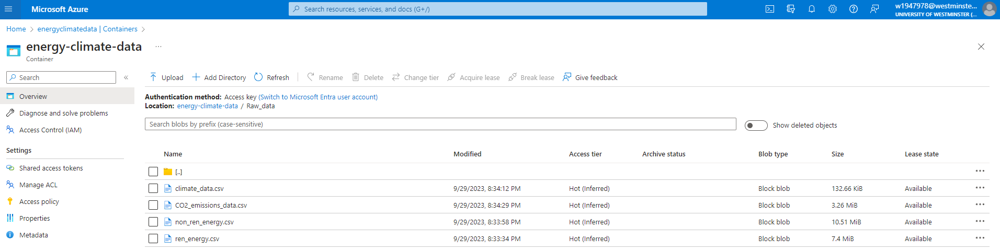 Microsoft Azure
Search resources, services, and docs (G+/)
w1947978@westminste...
UNIVERSITY OF WESTMINSTER (...
Home > energyclimatedata | Containers >
energy-climate-data ...
Container
Search «
Overview
Diagnose and solve problems
Access Control (IAM)
Settings
Shared access tokens
Manage ACL
Access policy
Properties
Metadata
Upload Add Directory Refresh Rename Delete Change tier Acquire lease Break lease Give feedback
Authentication method: Access key (Switch to Microsoft Entra user account)
Location: energy-climate-data / Raw_data
Search blobs by prefix (case-sensitive)
Show deleted objects
Name Modified Access tier Archive status Blob type Size Lease state
[..] ...
climate_data.csv 9/29/2023, 8:34:12 PM Hot (Inferred) Block blob 132.66 KiB Available ...
CO2_emissions_data.csv 9/29/2023, 8:34:29 PM Hot (Inferred) Block blob 3.26 MiB Available ...
non_ren_energy.csv 9/29/2023, 8:33:58 PM Hot (Inferred) Block blob 10.51 MiB Available ...
ren_energy.csv 9/29/2023, 8:33:34 PM Hot (Inferred) Block blob 7.4 MiB Available ...